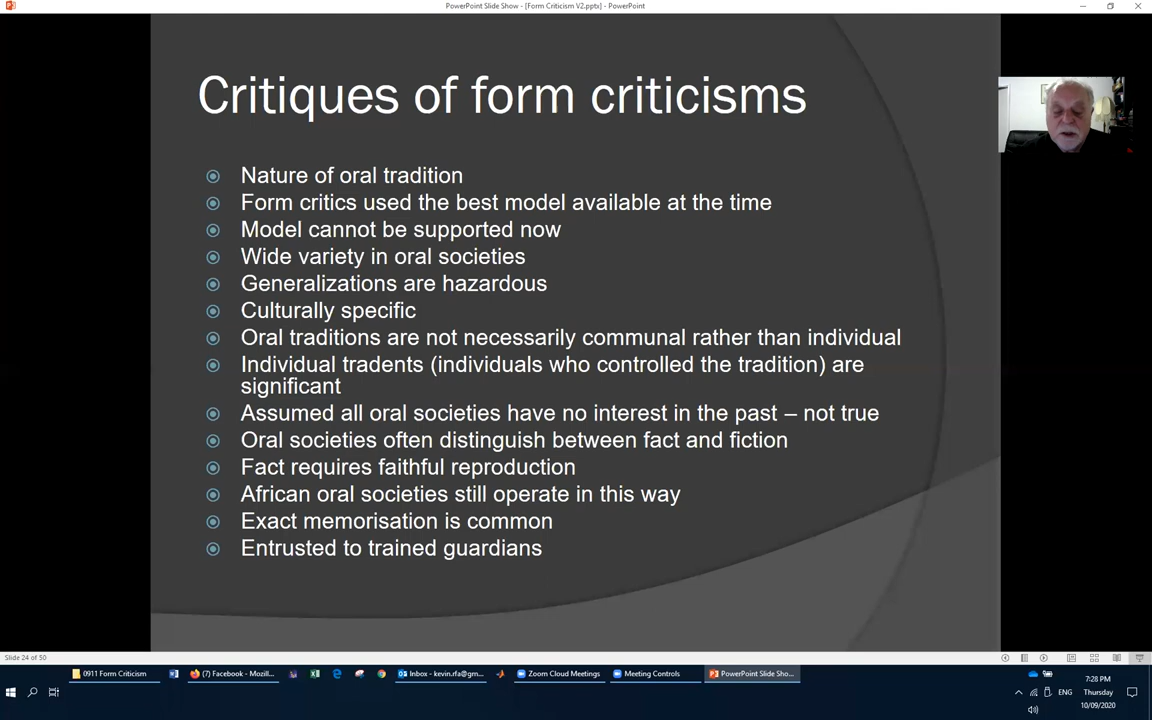 PowerPoint Slide Show - [Form Criticism V2.pptx] - PowerPoint
Critiques of form criticisms
Nature of oral tradition
Form critics used the best model available at the time
Model cannot be supported now
Wide variety in oral societies
Generalizations are hazardous
Culturally specific
Oral traditions are not necessarily communal rather than individual
Individual tradents (individuals who controlled the tradition) are
significant
Assumed all oral societies have no interest in the past – not true
Oral societies often distinguish between fact and fiction
Fact requires faithful reproduction
African oral societies still operate in this way
Exact memorisation is common
Entrusted to trained guardians
Slide 24 of 50
0911 Form Criticism
(7) Facebook - Mozill...
Inbox - kevin.rfa@gm...
Zoom Cloud Meetings
Meeting Controls
PowerPoint Slide Sho...
ENG
7:28 PM
Thursday
10/09/2020